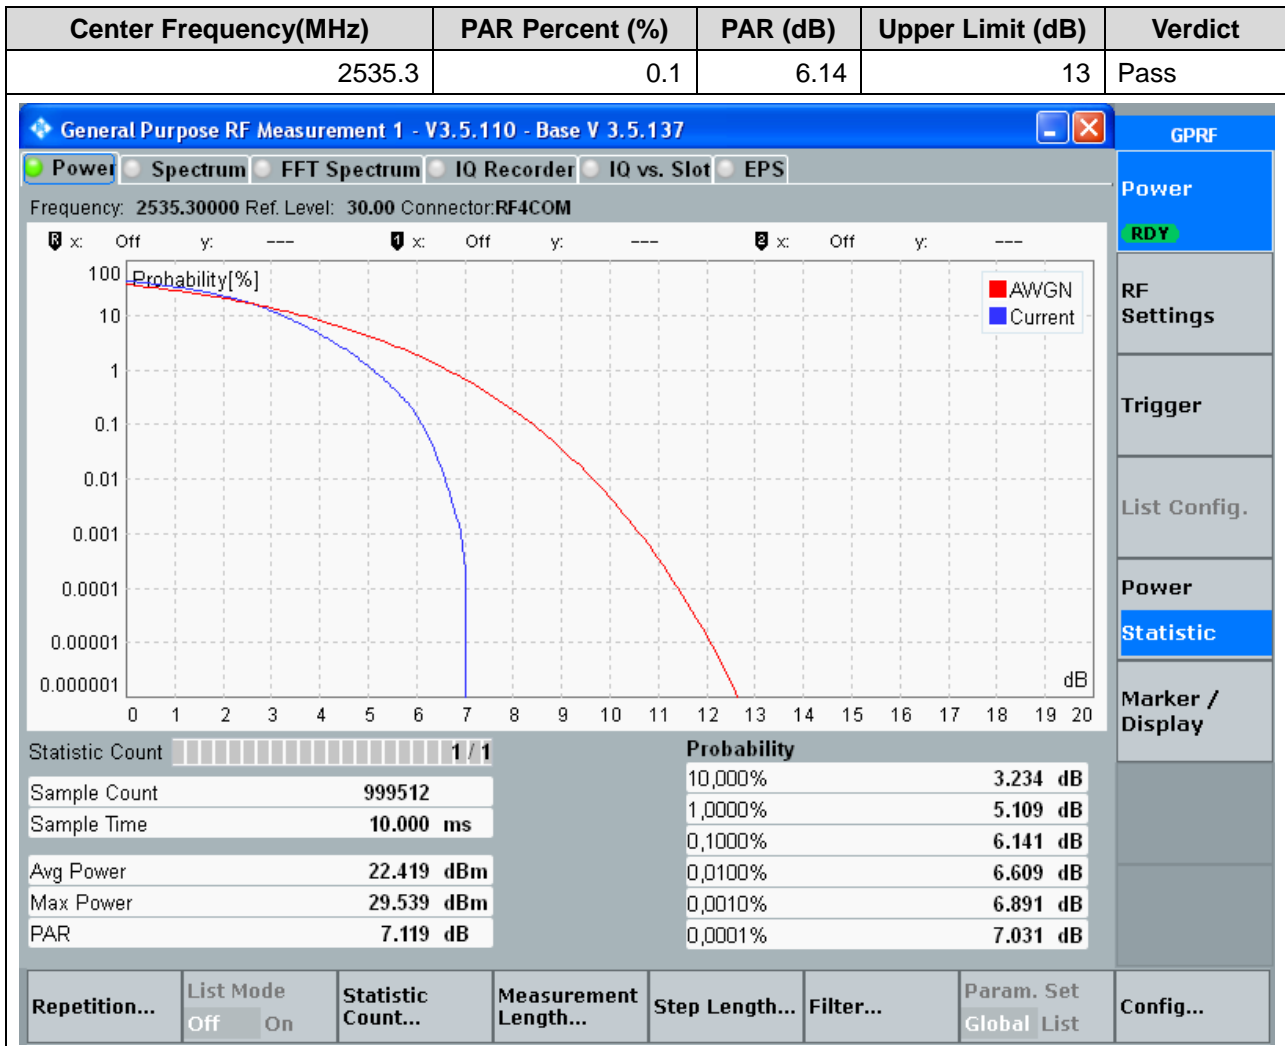 Center Frequency(MHz) PAR Percent (%) PAR (dB) Upper Limit (dB) Verdict
2535.3 0.1 6.14 13 Pass
General Purpose RF Measurement 1 - V3.5.110 - Base V 3.5.137
GPRF
Power Spectrum FFT Spectrum IQ Recorder IQ vs. Slot EPS
Frequency: 2535.30000 Ref. Level: 30.00 Connector:RF4COM
R x: Off y: --- 1 x: Off y: --- 2 x: Off y: ---
Probability[%]
100
10
1
0.1
0.01
0.001
0.0001
0.00001
0.000001
AWGN
Current
dB
0 1 2 3 4 5 6 7 8 9 10 11 12 13 14 15 16 17 18 19 20
Statistic Count 1 / 1
Sample Count 999512
Sample Time 10.000 ms
Avg Power 22.419 dBm
Max Power 29.539 dBm
PAR 7.119 dB
Probability
10,000% 3.234 dB
1,0000% 5.109 dB
0,1000% 6.141 dB
0,0100% 6.609 dB
0,0010% 6.891 dB
0,0001% 7.031 dB
Power
RDY
RF
Settings
Trigger
List Config.
Power
Statistic
Marker /
Display
Repetition...
List Mode
Off On
Statistic
Count...
Measurement
Length...
Step Length...
Filter...
Param. Set
Global List
Config...